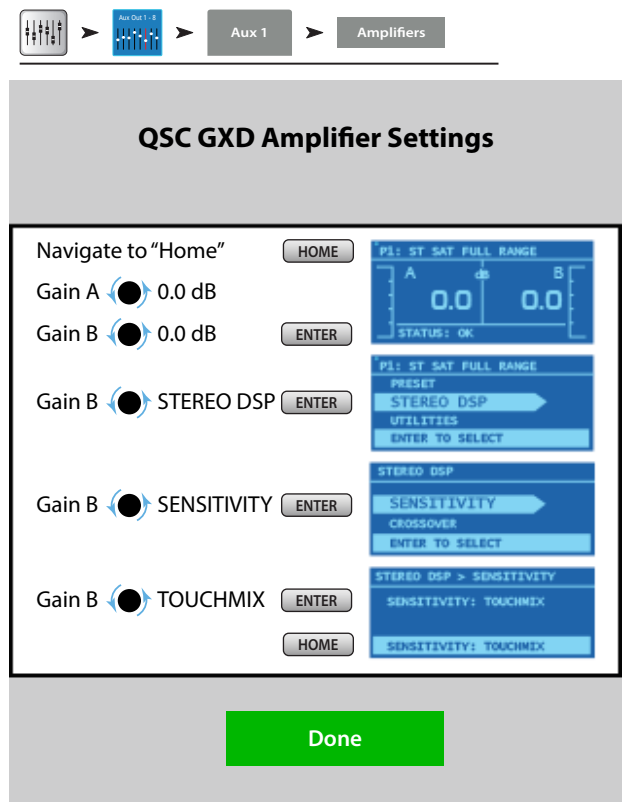 Aux Out 1 - 8
Aux 1
Amplifiers
QSC GXD Amplifier Settings
Navigate to “Home”
HOME
Gain A 0.0 dB
Gain B 0.0 dB
ENTER
P1: ST SAT FULL RANGE
A dB B
0.0 0.0
STATUS: OK
Gain B STEREO DSP
ENTER
P1: ST SAT FULL RANGE
PRESET
STEREO DSP
UTILITIES
ENTER TO SELECT
Gain B SENSITIVITY
ENTER
STEREO DSP
SENSITIVITY
CROSSOVER
ENTER TO SELECT
Gain B TOUCHMIX
ENTER
HOME
STEREO DSP > SENSITIVITY
SENSITIVITY: TOUCHMIX
SENSITIVITY: TOUCHMIX
Done